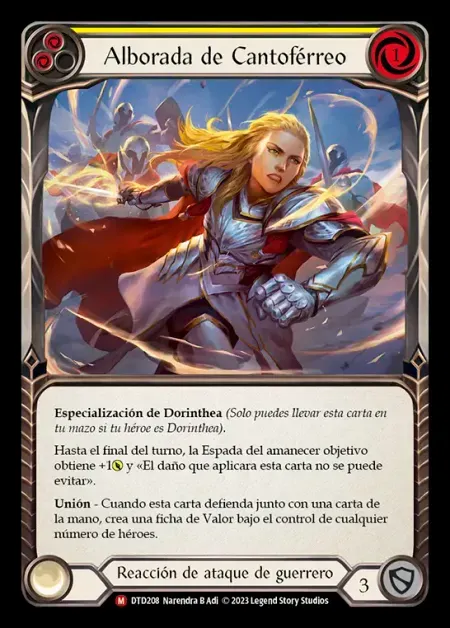 Alborada de Cantoférreo
1
Especialización de Dorinthea (Solo puedes llevar esta carta en
tu mazo si tu héroe es Dorinthea).
Hasta el final del turno, la Espada del amanecer objetivo
obtiene +1 y «El daño que aplicara esta carta no se puede
evitar».
Unión - Cuando esta carta defienda junto con una carta de
la mano, crea una ficha de Valor bajo el control de cualquier
número de héroes.
Reacción de ataque de guerrero
3
M DTD208 Narendra B Adi © 2023 Legend Story Studios